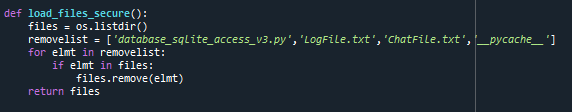 def load_files_secure():
    files = os.listdir()
    removelist = ['database_sqlite_access_v3.py','LogFile.txt','ChatFile.txt','__pycache__']
    for elmt in removelist:
        if elmt in files:
            files.remove(elmt)
    return files